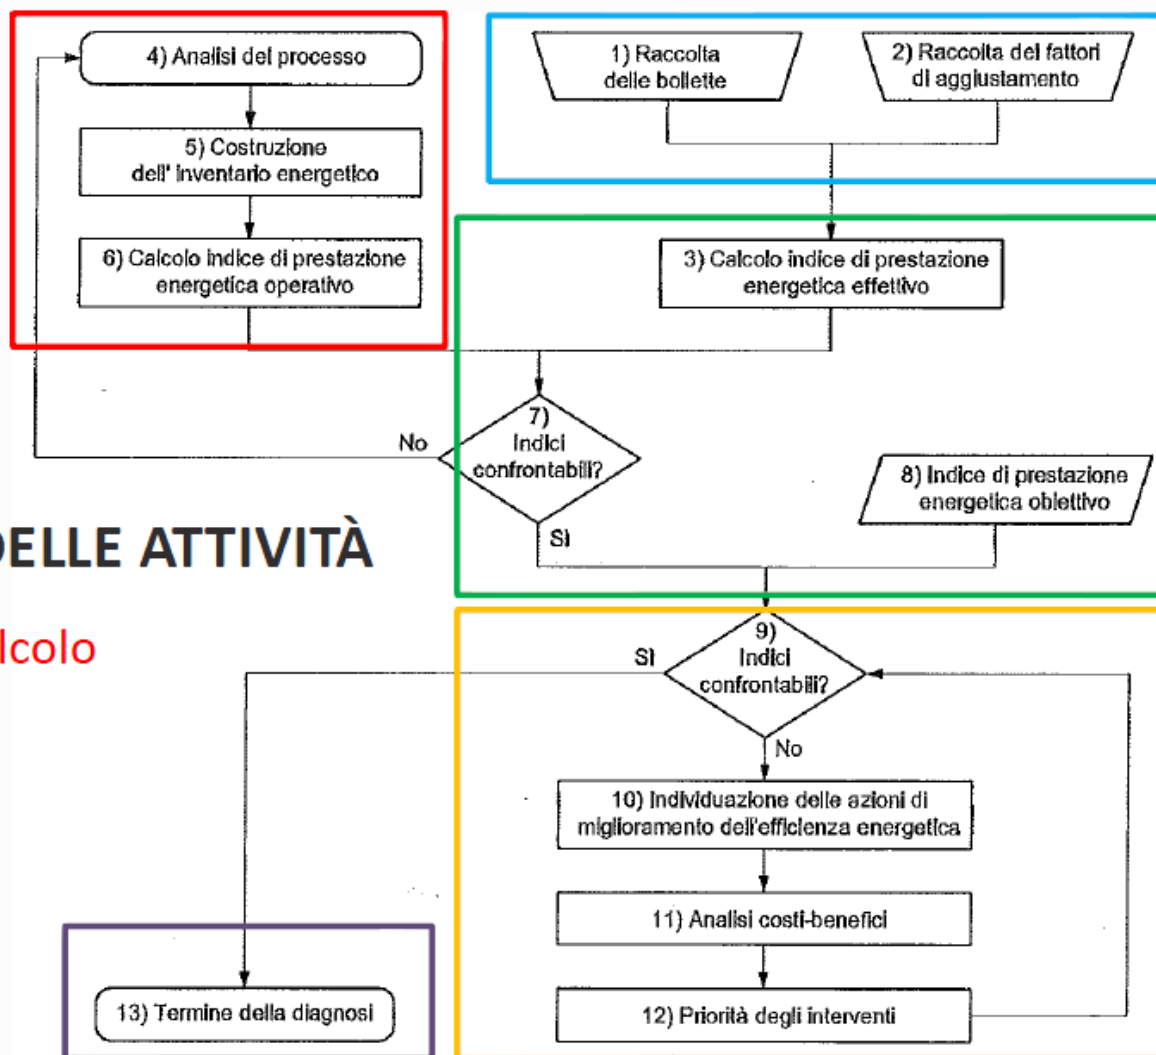 4) Analisi del processo
5) Costruzione
dell' inventario energetico
6) Calcolo indice di prestazione
energetica operativo
1) Raccolta
delle bollette
2) Raccolta dei fattori
di aggiustamento
3) Calcolo indice di prestazione
energetica effettivo
7)
Indici
confrontabili?
No
Sì
8) Indice di prestazione
energetica obiettivo
DELLE ATTIVITÀ
lcolo
9)
Indici
confrontabili?
Sì
No
10) Individuazione delle azioni di
miglioramento dell'efficienza energetica
11) Analisi costi-benefici
12) Priorità degli interventi
13) Termine della diagnosi